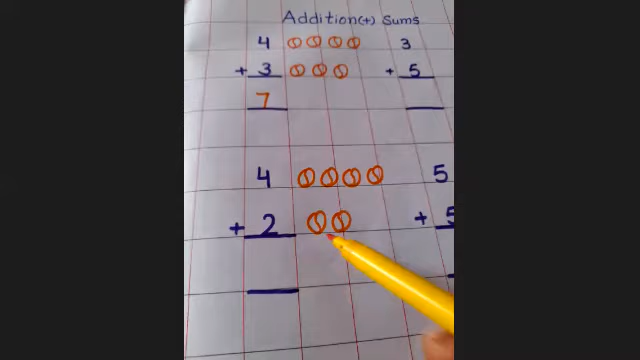 Addition(+) Sums
4 3
+ 3 + 5
7
4 5
+ 2 + 5